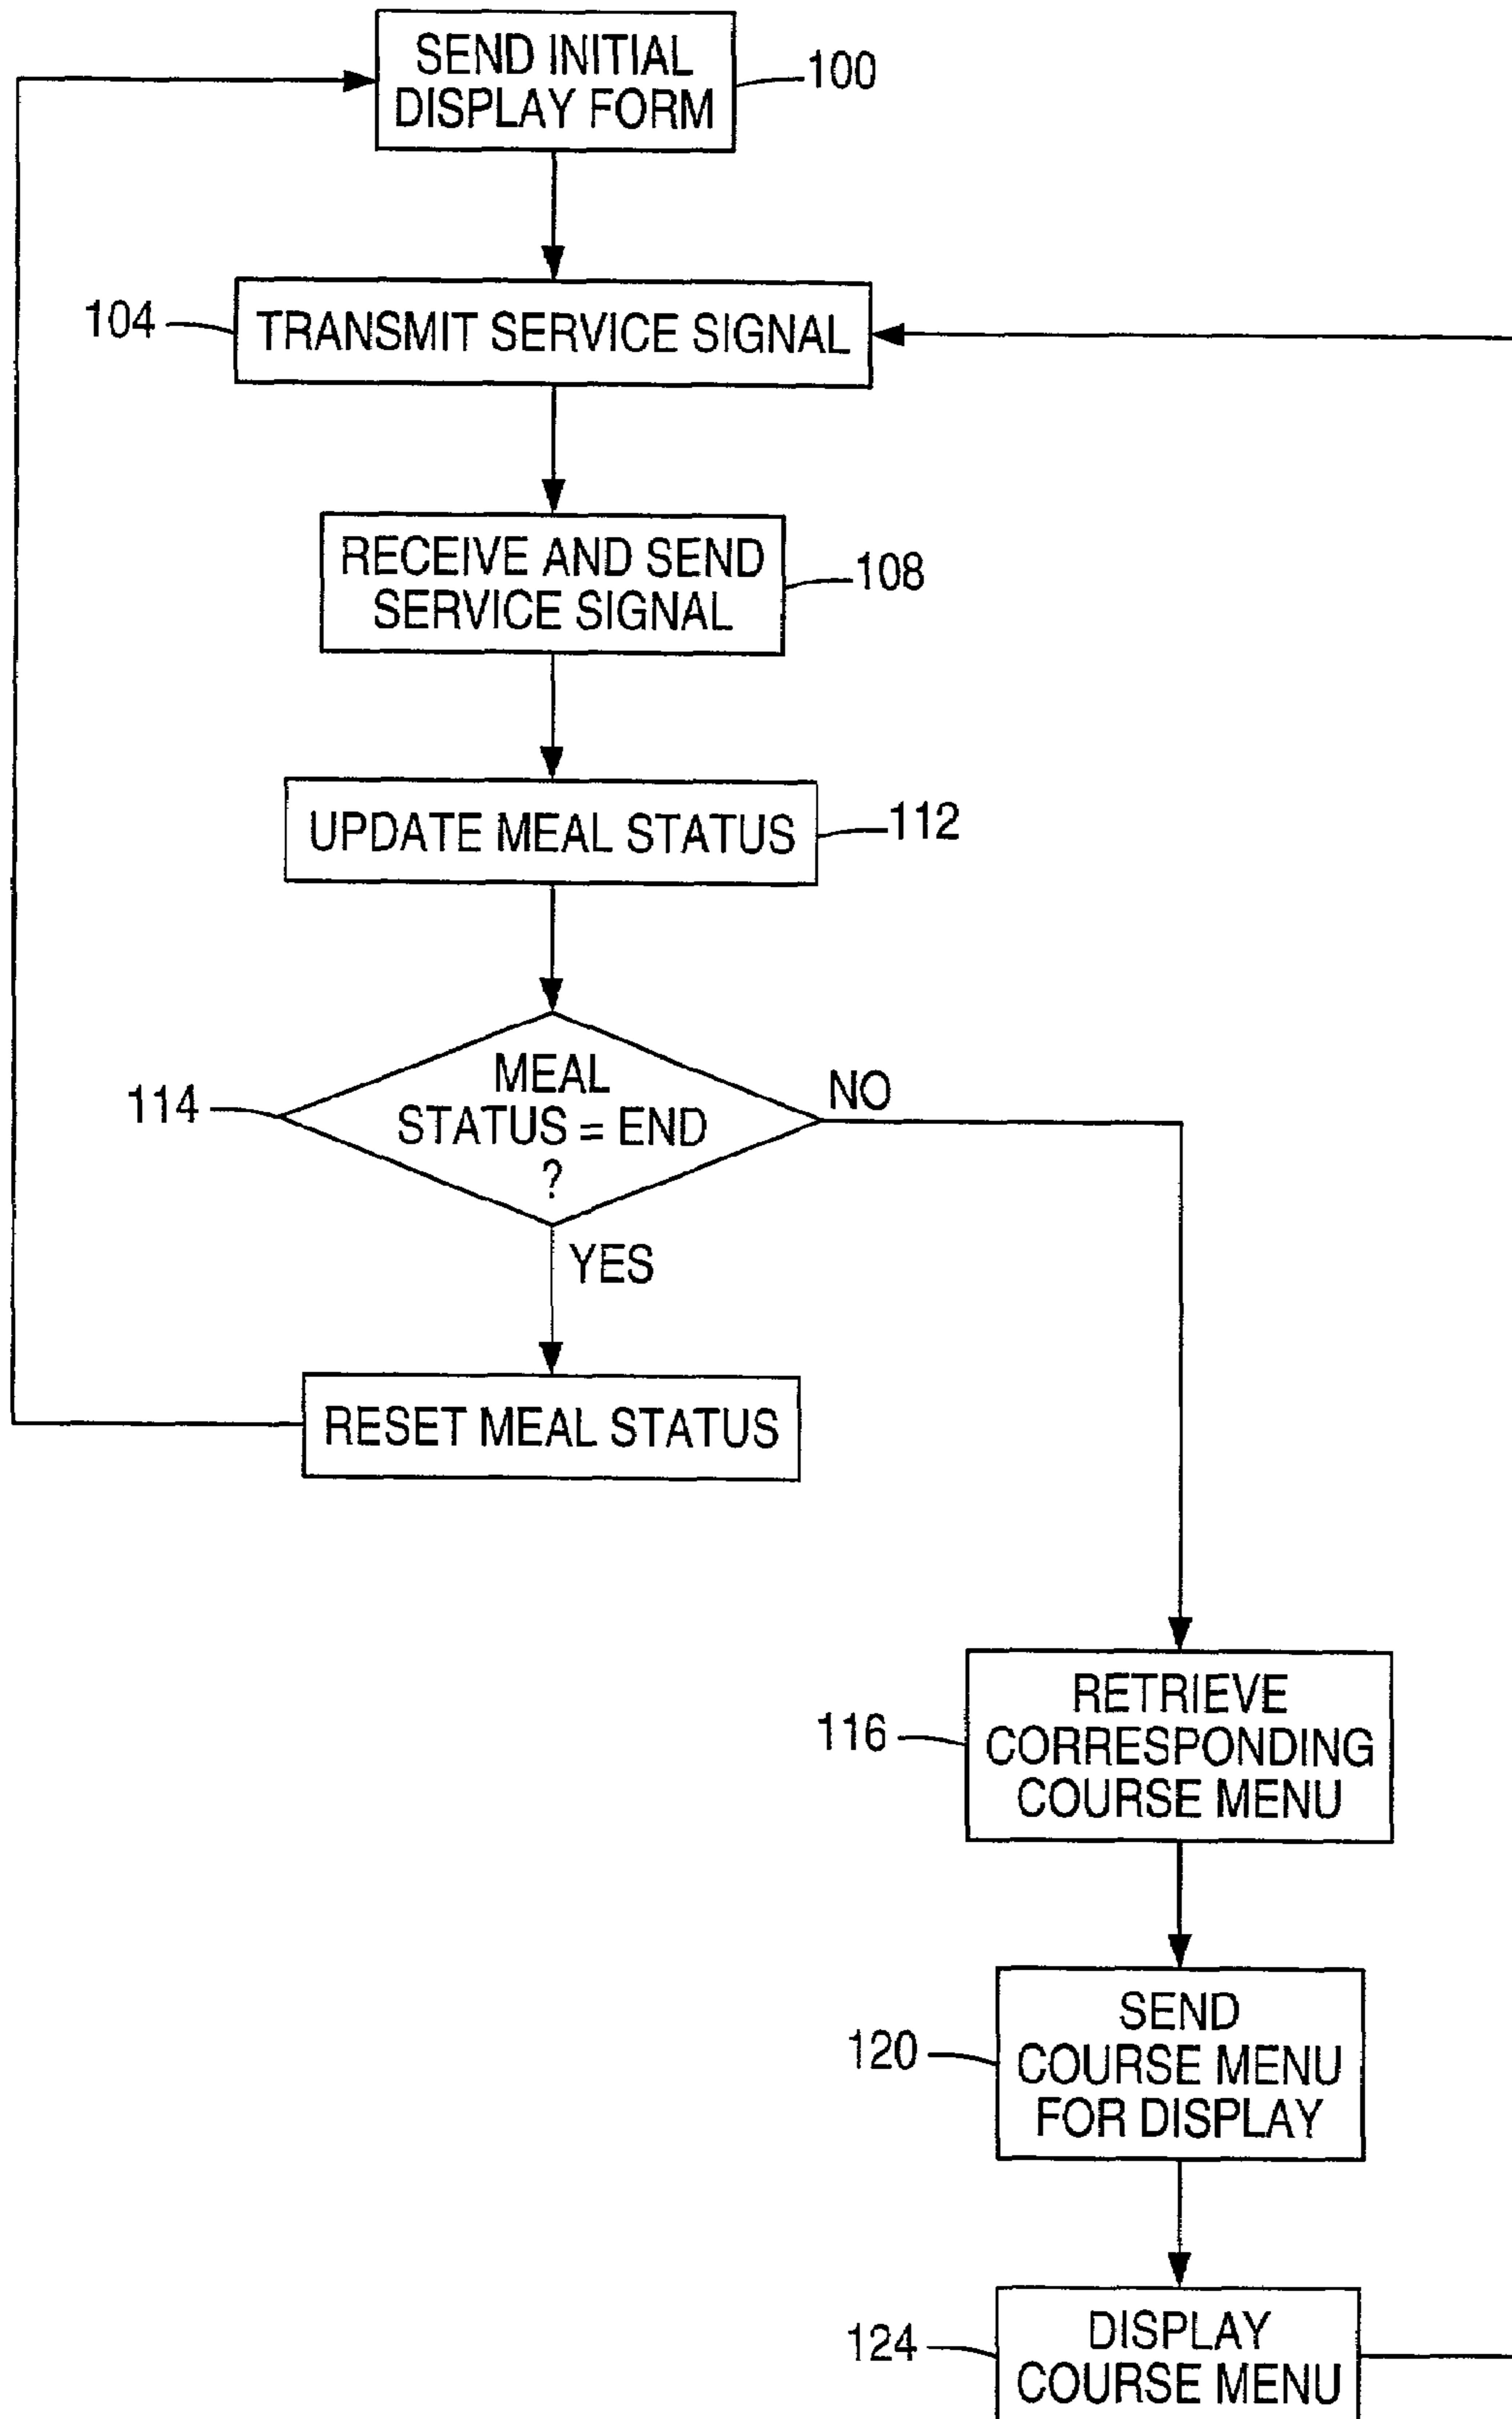 SEND INITIAL
DISPLAY FORM
100
104
TRANSMIT SERVICE SIGNAL
RECEIVE AND SEND
SERVICE SIGNAL
108
UPDATE MEAL STATUS
112
114
MEAL
STATUS = END
?
NO
YES
RESET MEAL STATUS
116
RETRIEVE
CORRESPONDING
COURSE MENU
120
SEND
COURSE MENU
FOR DISPLAY
124
DISPLAY
COURSE MENU